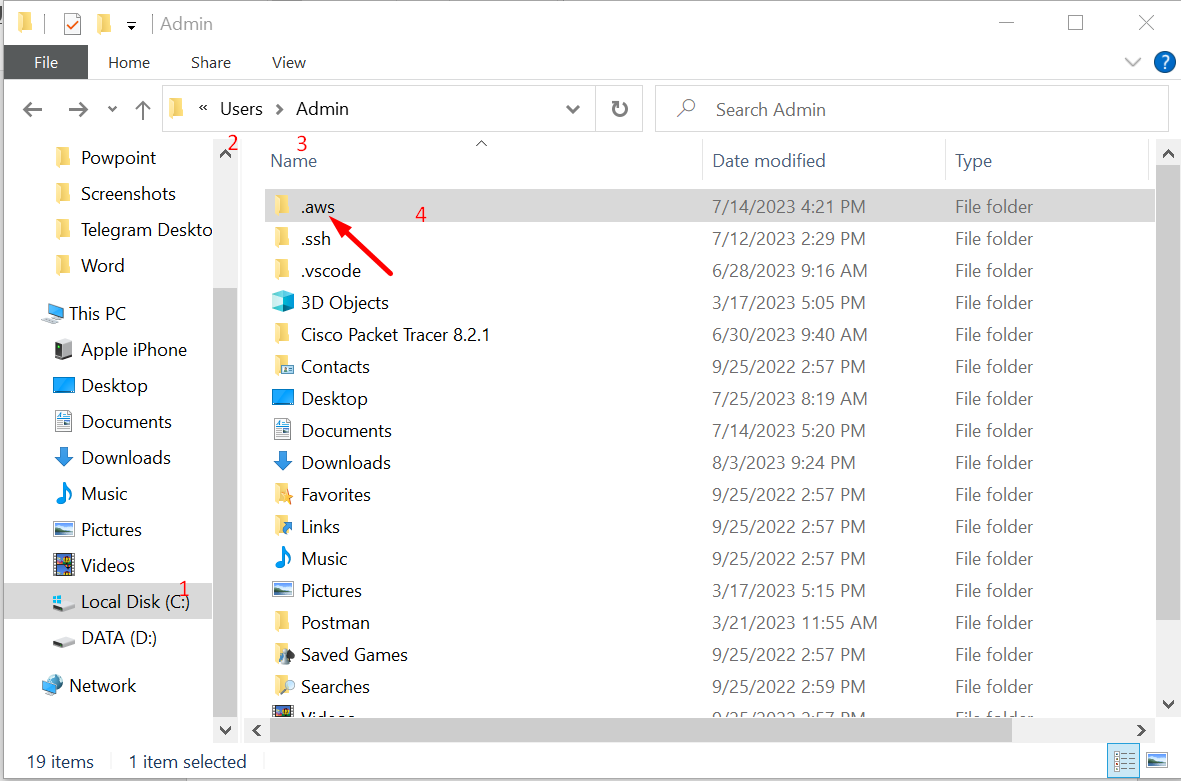 Admin
File Home Share View ?
« Users > Admin Search Admin
2 3
Name Date modified Type
Powpoint
Screenshots
Telegram Deskto
Word
This PC
Apple iPhone
Desktop
Documents
Downloads
Music
Pictures
Videos
1
Local Disk (C:)
DATA (D:)
Network
.aws 4 7/14/2023 4:21 PM File folder
.ssh 7/12/2023 2:29 PM File folder
.vscode 6/28/2023 9:16 AM File folder
3D Objects 3/17/2023 5:05 PM File folder
Cisco Packet Tracer 8.2.1 6/30/2023 9:40 AM File folder
Contacts 9/25/2022 2:57 PM File folder
Desktop 7/25/2023 8:19 AM File folder
Documents 7/14/2023 5:20 PM File folder
Downloads 8/3/2023 9:24 PM File folder
Favorites 9/25/2022 2:57 PM File folder
Links 9/25/2022 2:57 PM File folder
Music 9/25/2022 2:57 PM File folder
Pictures 3/17/2023 5:15 PM File folder
Postman 3/21/2023 11:55 AM File folder
Saved Games 9/25/2022 2:57 PM File folder
Searches 9/25/2022 2:59 PM File folder
Videos 9/25/2022 2:57 PM File folder
19 items 1 item selected